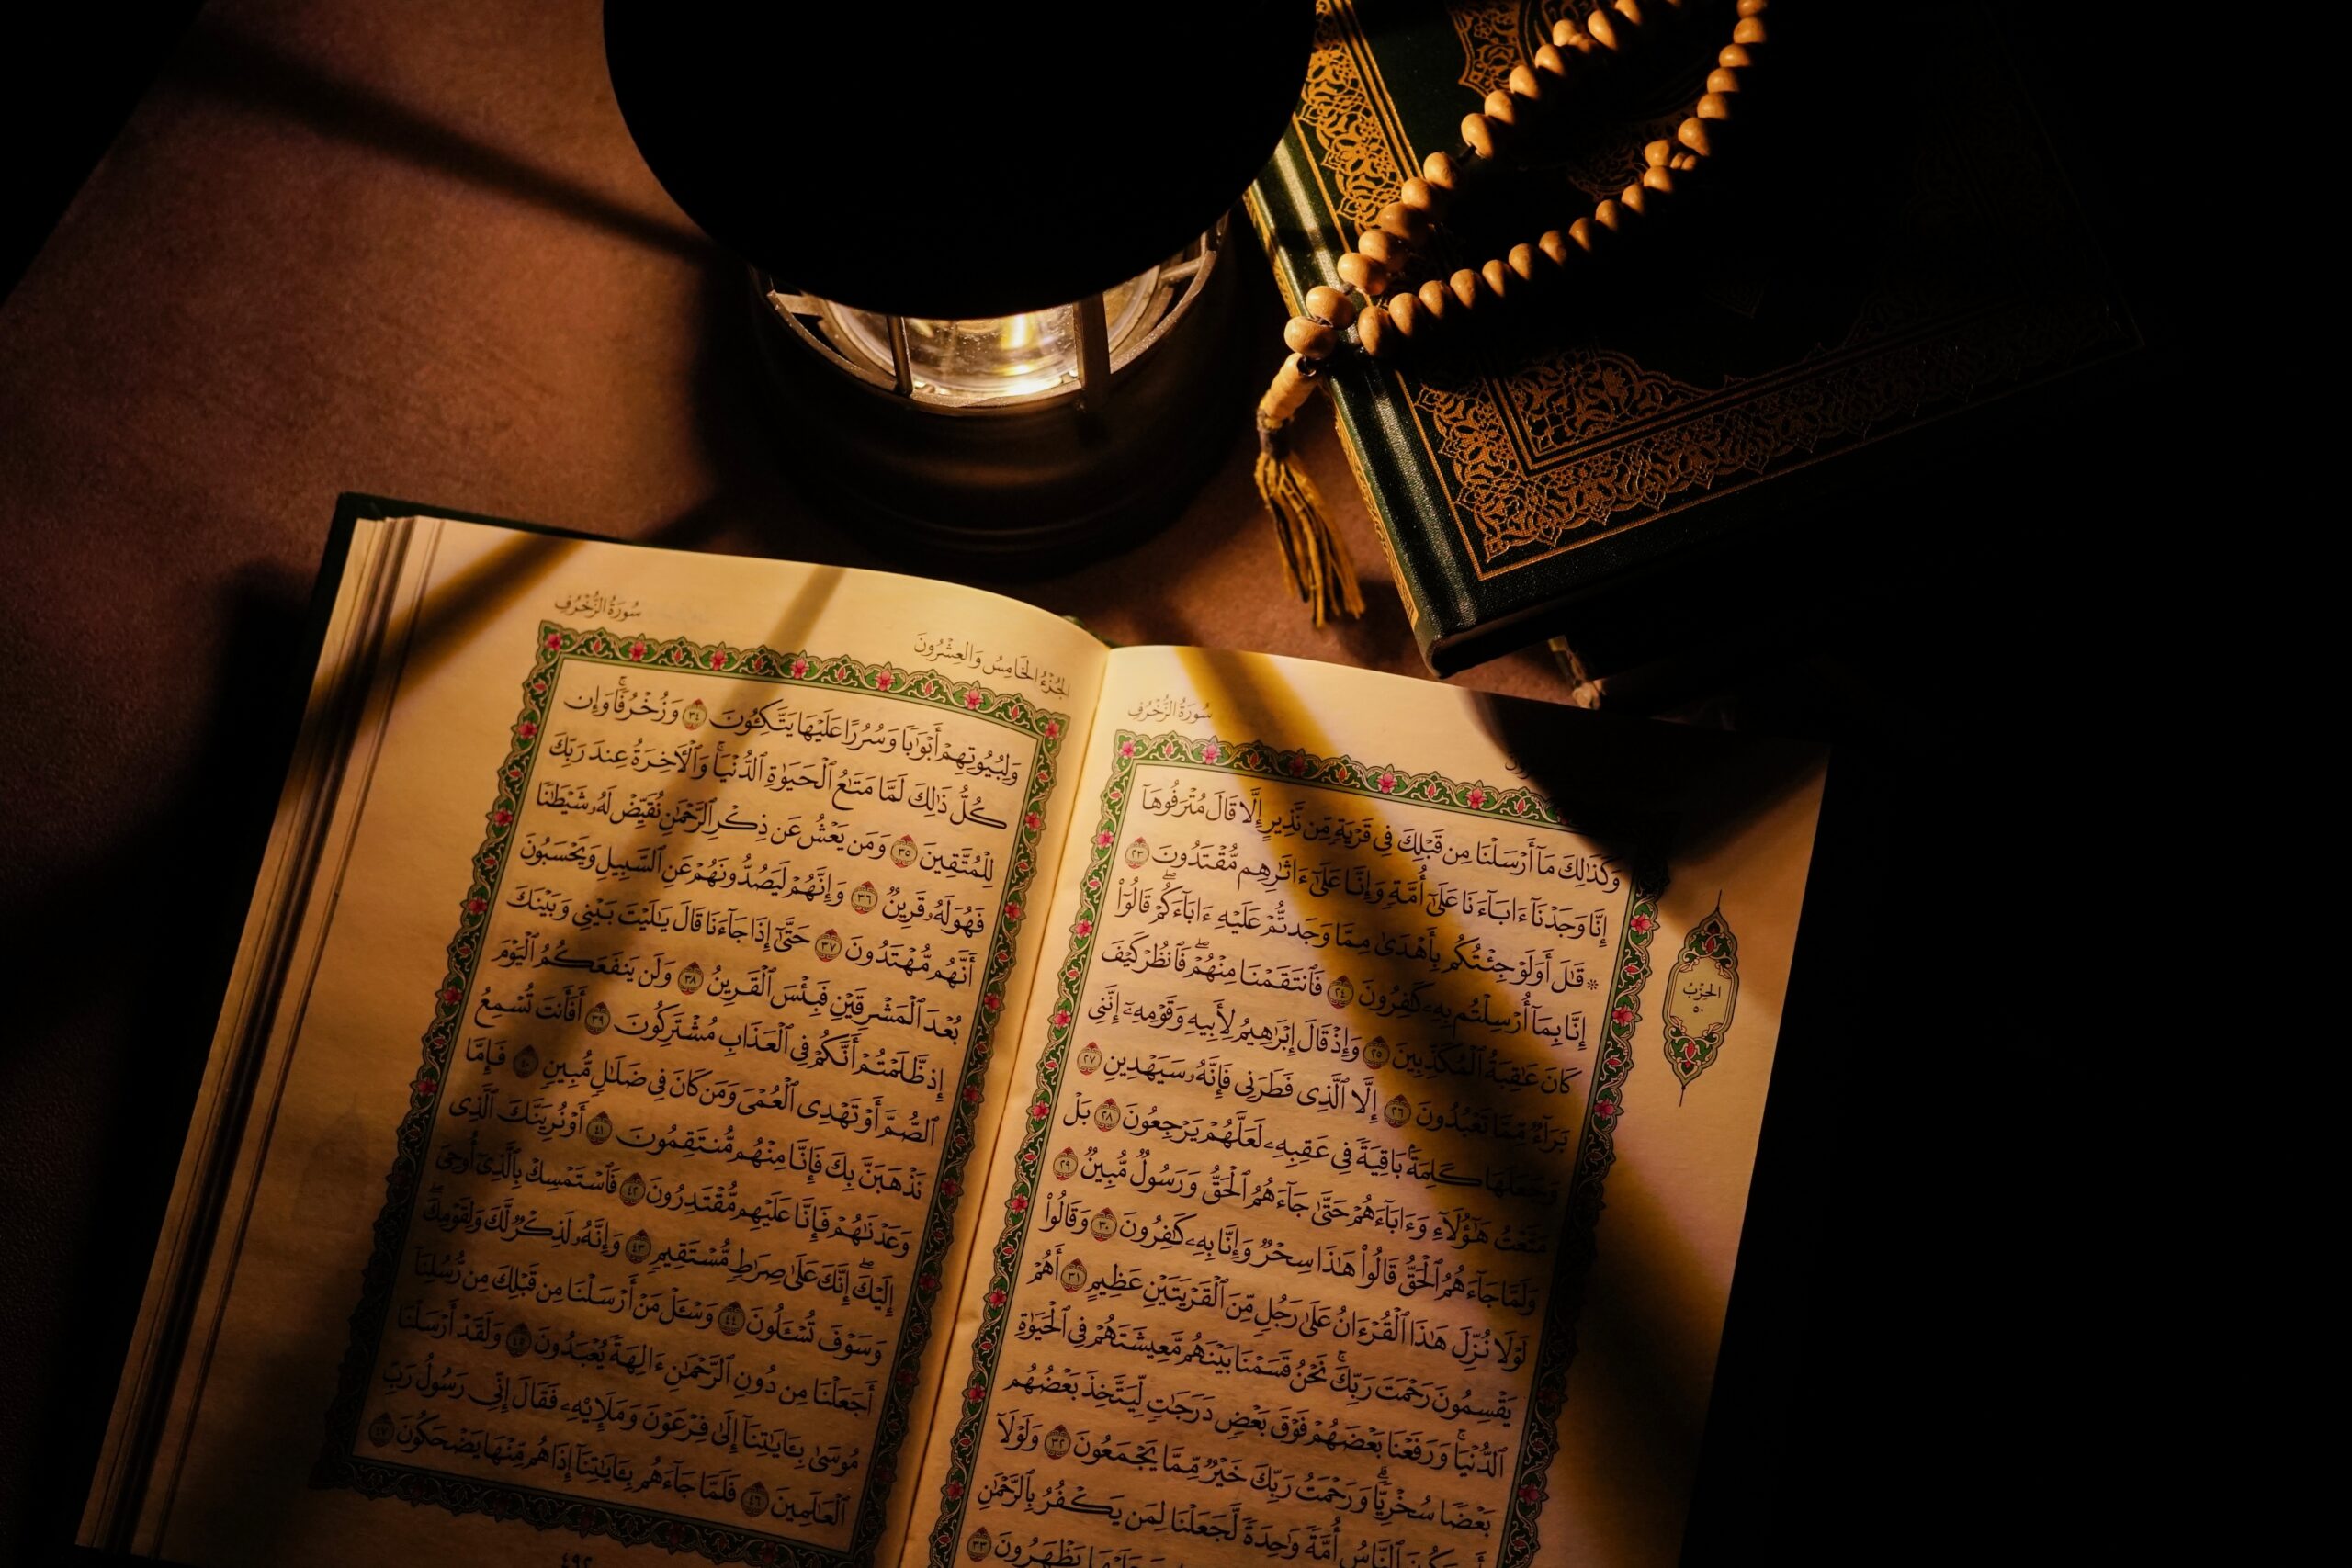 سُورَةُ الزُّخْرُفِ
وَكَذَٰلِكَ مَآ أَرْسَلْنَا مِن قَبْلِكَ فِى قَرْيَةٍ مِّن نَّذِيرٍ إِلَّا قَالَ مُتْرَفُوهَآ
إِنَّا وَجَدْنَآ ءَابَآءَنَا عَلَىٰٓ أُمَّةٍ وَإِنَّا عَلَىٰٓ ءَاثَٰرِهِم مُّقْتَدُونَ ٢٣
۞ قَٰلَ أَوَلَوْ جِئْتُكُم بِأَهْدَىٰ مِمَّا وَجَدتُّمْ عَلَيْهِ ءَابَآءَكُمْ ۖ قَالُوٓا۟
إِنَّا بِمَآ أُرْسِلْتُم بِهِۦ كَٰفِرُونَ ٢٤ فَٱنتَقَمْنَا مِنْهُمْ ۖ فَٱنظُرْ كَيْفَ
كَانَ عَٰقِبَةُ ٱلْمُكَذِّبِينَ ٢٥ وَإِذْ قَالَ إِبْرَٰهِيمُ لِأَبِيهِ وَقَوْمِهِۦٓ إِنَّنِى
بَرَآءٌ مِّمَّا تَعْبُدُونَ ٢٦ إِلَّا ٱلَّذِى فَطَرَنِى فَإِنَّهُۥ سَيَهْدِينِ ٢٧
وَجَعَلَهَا كَلِمَةًۢ بَاقِيَةً فِى عَقِبِهِۦ لَعَلَّهُمْ يَرْجِعُونَ ٢٨ بَلْ
مَتَّعْتُ هَٰٓؤُلَآءِ وَءَابَآءَهُمْ حَتَّىٰ جَآءَهُمُ ٱلْحَقُّ وَرَسُولٌ مُّبِينٌ ٢٩
وَلَمَّا جَآءَهُمُ ٱلْحَقُّ قَالُوا۟ هَٰذَا سِحْرٌ وَإِنَّا بِهِۦ كَٰفِرُونَ ٣٠ وَقَالُوا۟
لَوْلَا نُزِّلَ هَٰذَا ٱلْقُرْءَانُ عَلَىٰ رَجُلٍ مِّنَ ٱلْقَرْيَتَيْنِ عَظِيمٍ ٣١ أَهُمْ
يَقْسِمُونَ رَحْمَتَ رَبِّكَ ۚ نَحْنُ قَسَمْنَا بَيْنَهُم مَّعِيشَتَهُمْ فِى ٱلْحَيَوٰةِ
ٱلدُّنْيَا ۚ وَرَفَعْنَا بَعْضَهُمْ فَوْقَ بَعْضٍ دَرَجَٰتٍ لِّيَتَّخِذَ بَعْضُهُم
بَعْضًا سُخْرِيًّا ۗ وَرَحْمَتُ رَبِّكَ خَيْرٌ مِّمَّا يَجْمَعُونَ ٣٢ وَلَوْلَآ
ٱلنَّاسُ أُمَّةً وَٰحِدَةً لَّجَعَلْنَا لِمَن يَكْفُرُ بِٱلرَّحْمَٰنِ
يَظْهَرُونَ ٣٣
الحِزْبُ
٥٠
سُورَةُ الزُّخْرُفِ
الجُزْءُ الخَامِسُ وَالعِشْرُونَ
وَلِبُيُوتِهِمْ أَبْوَٰبًا وَسُرُرًا عَلَيْهَا يَتَّكِـُٔونَ ٣٤ وَزُخْرُفًا ۚ وَإِن
كُلُّ ذَٰلِكَ لَمَّا مَتَٰعُ ٱلْحَيَوٰةِ ٱلدُّنْيَا ۚ وَٱلْءَاخِرَةُ عِندَ رَبِّكَ
لِلْمُتَّقِينَ ٣٥ وَمَن يَعْشُ عَن ذِكْرِ ٱلرَّحْمَٰنِ نُقَيِّضْ لَهُۥ شَيْطَٰنًا
فَهُوَ لَهُۥ قَرِينٌ ٣٦ وَإِنَّهُمْ لَيَصُدُّونَهُمْ عَنِ ٱلسَّبِيلِ وَيَحْسَبُونَ
أَنَّهُم مُّهْتَدُونَ ٣٧ حَتَّىٰٓ إِذَا جَآءَنَا قَالَ يَٰلَيْتَ بَيْنِى وَبَيْنَكَ
بُعْدَ ٱلْمَشْرِقَيْنِ فَبِئْسَ ٱلْقَرِينُ ٣٨ وَلَن يَنفَعَكُمُ ٱلْيَوْمَ
إِذ ظَّلَمْتُمْ أَنَّكُمْ فِى ٱلْعَذَابِ مُشْتَرِكُونَ ٣٩ أَفَأَنتَ تُسْمِعُ
ٱلصُّمَّ أَوْ تَهْدِى ٱلْعُمْىَ وَمَن كَانَ فِى ضَلَٰلٍ مُّبِينٍ ٤٠ فَإِمَّا
نَذْهَبَنَّ بِكَ فَإِنَّا مِنْهُم مُّنتَقِمُونَ ٤١ أَوْ نُرِيَنَّكَ ٱلَّذِى
وَعَدْنَٰهُمْ فَإِنَّا عَلَيْهِم مُّقْتَدِرُونَ ٤٢ فَٱسْتَمْسِكْ بِٱلَّذِىٓ أُوحِىَ
إِلَيْكَ ۖ إِنَّكَ عَلَىٰ صِرَٰطٍ مُّسْتَقِيمٍ ٤٣ وَإِنَّهُۥ لَذِكْرٌ لَّكَ وَلِقَوْمِكَ ۖ
وَسَوْفَ تُسْـَٔلُونَ ٤٤ وَسْـَٔلْ مَنْ أَرْسَلْنَا مِن قَبْلِكَ مِن رُّسُلِنَآ
أَجَعَلْنَا مِن دُونِ ٱلرَّحْمَٰنِ ءَالِهَةً يُعْبَدُونَ ٤٥ وَلَقَدْ أَرْسَلْنَا
مُوسَىٰ بِـَٔايَٰتِنَآ إِلَىٰ فِرْعَوْنَ وَمَلَإِي۟هِۦ فَقَالَ إِنِّى رَسُولُ رَبِّ
ٱلْعَٰلَمِينَ ٤٦ فَلَمَّا جَآءَهُم بِـَٔايَٰتِنَآ إِذَا هُم مِّنْهَا يَضْحَكُونَ ٤٧
٤٩٢